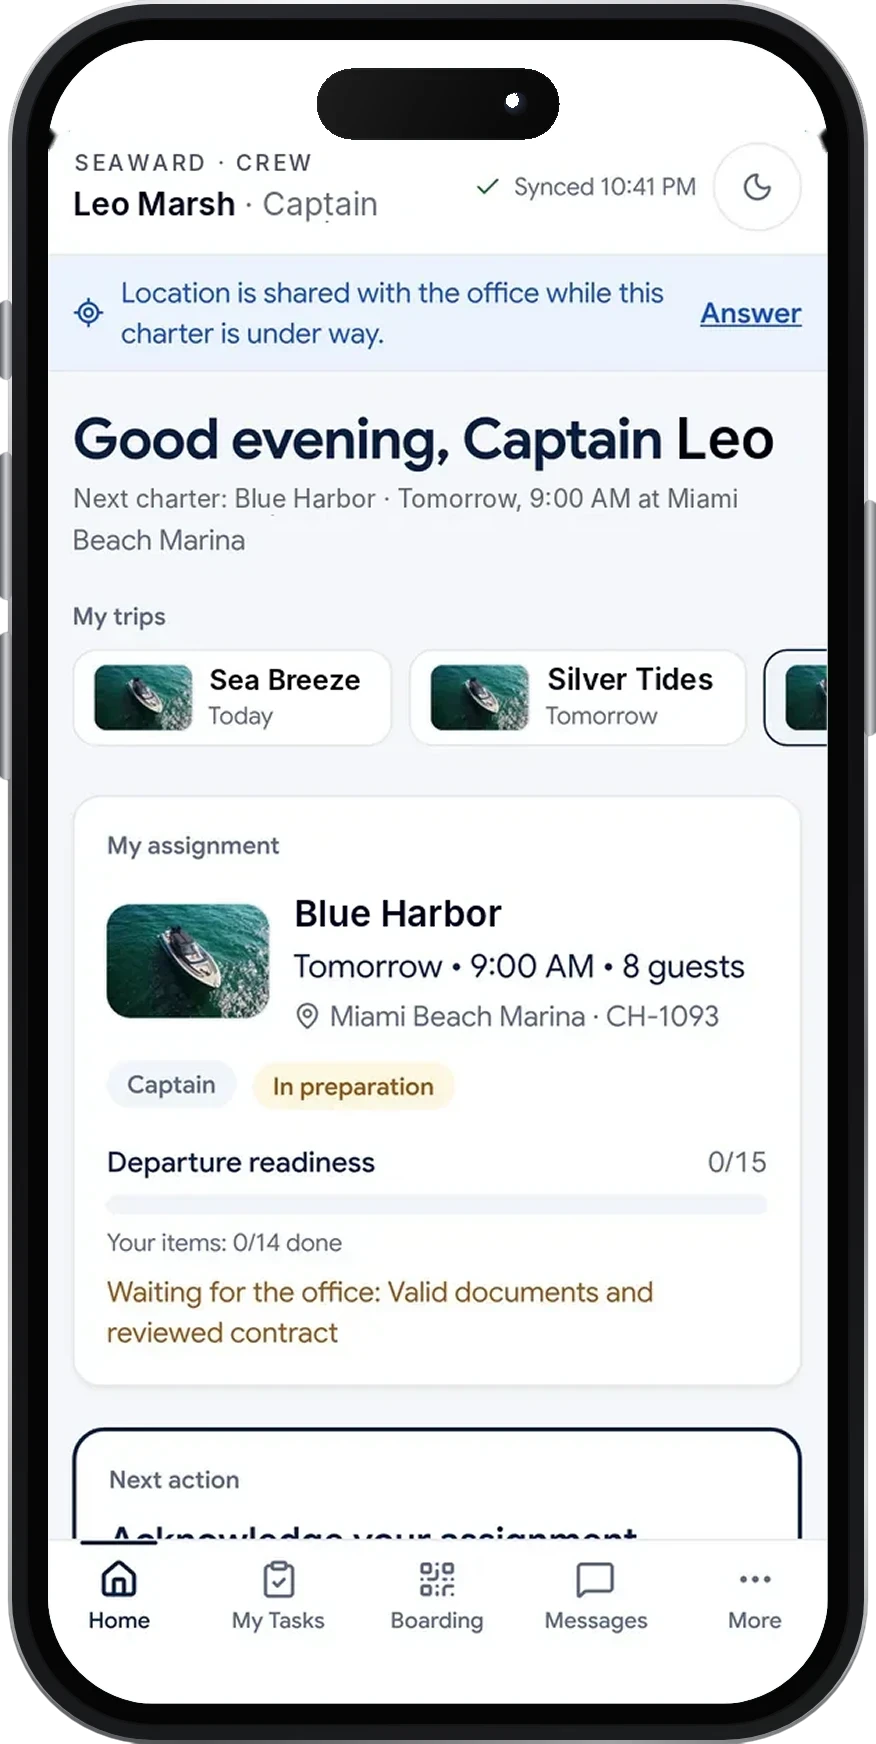 SEAWARD · CREW
Leo Marsh · Captain
Synced 10:41 PM
Location is shared with the office while this
charter is under way.
Answer
Good evening, Captain Leo
Next charter: Blue Harbor · Tomorrow, 9:00 AM at Miami
Beach Marina
My trips
Sea Breeze
Today
Silver Tides
Tomorrow
My assignment
Blue Harbor
Tomorrow • 9:00 AM • 8 guests
Miami Beach Marina · CH-1093
Captain
In preparation
Departure readiness
0/15
Your items: 0/14 done
Waiting for the office: Valid documents and
reviewed contract
Next action
Acknowledge your assignment
Home
My Tasks
Boarding
Messages
More